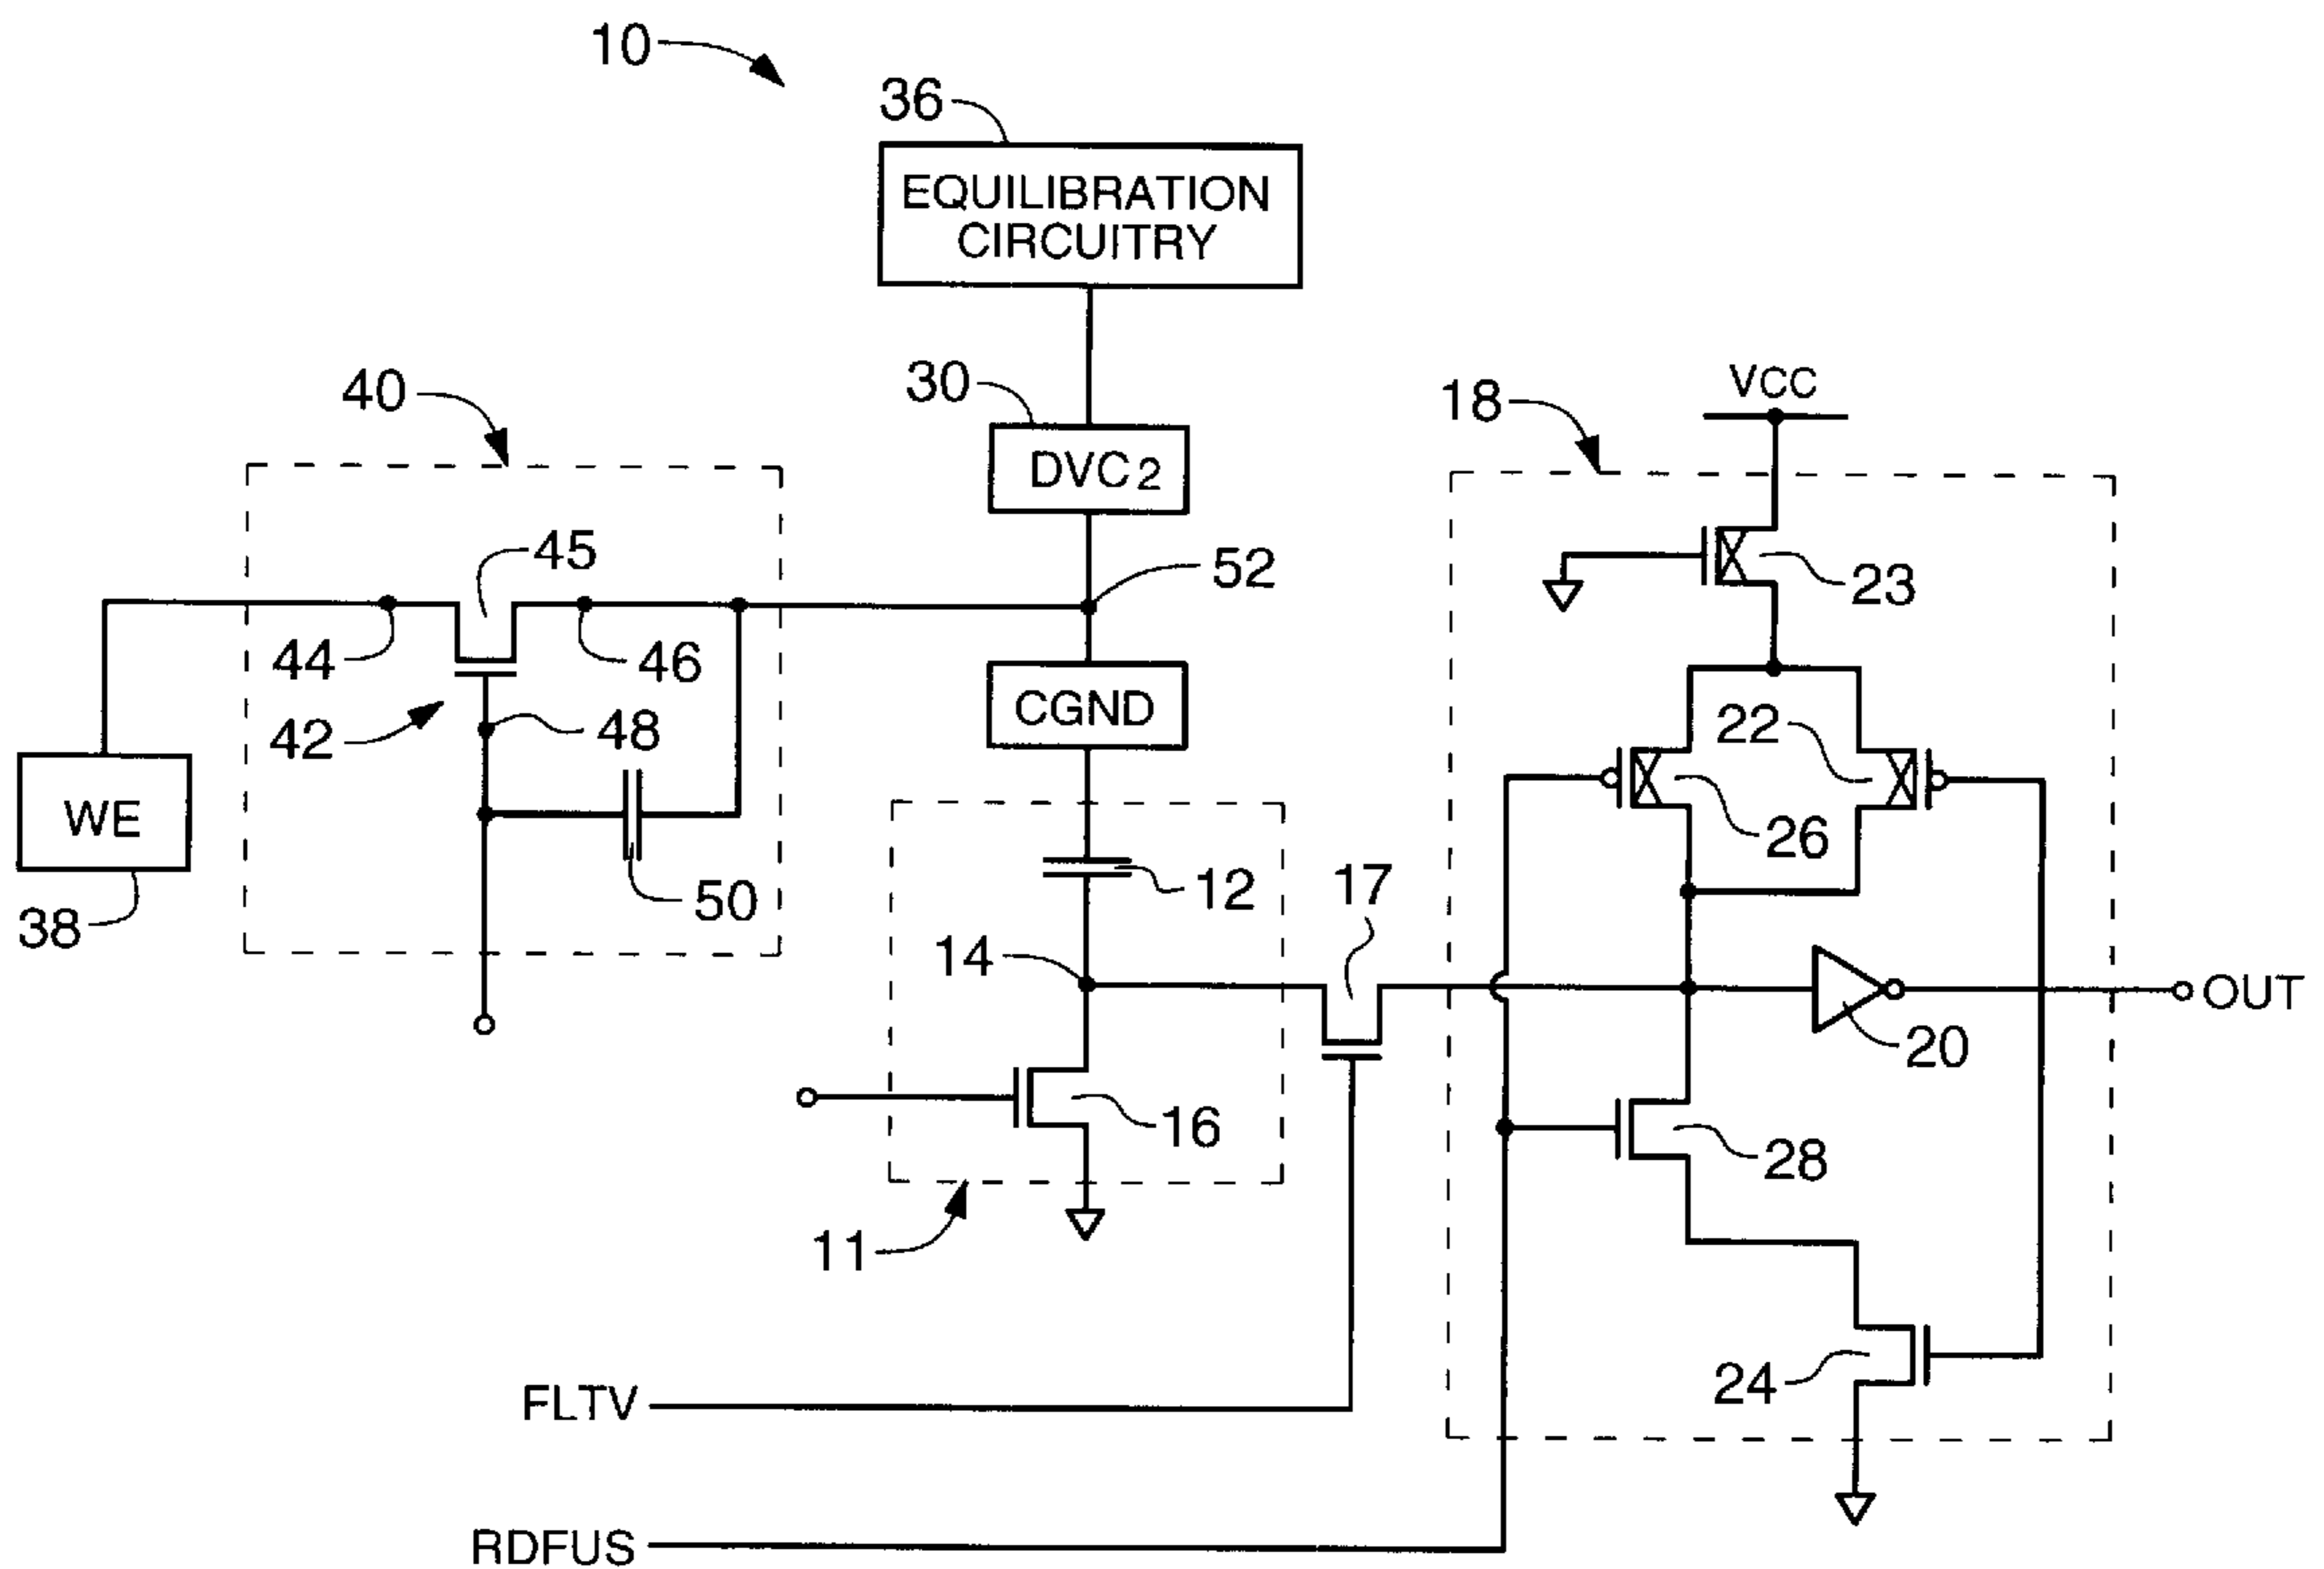 10
36
EQUILIBRATION
CIRCUITRY
30
DVC2
40
18
VCC
45
52
23
44
46
CGND
42
48
22
WE
26
38
50
12
17
14
OUT
20
16
28
11
24
FLTV
RDFUS